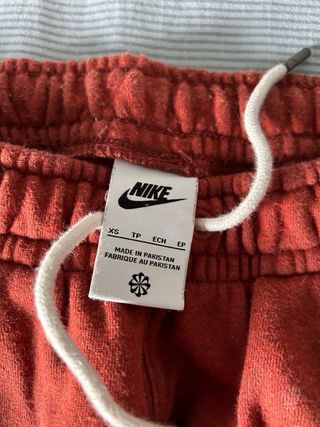 NIKE
XS TP ECH EP
MADE IN PAKISTAN
FABRIQUE AU PAKISTAN